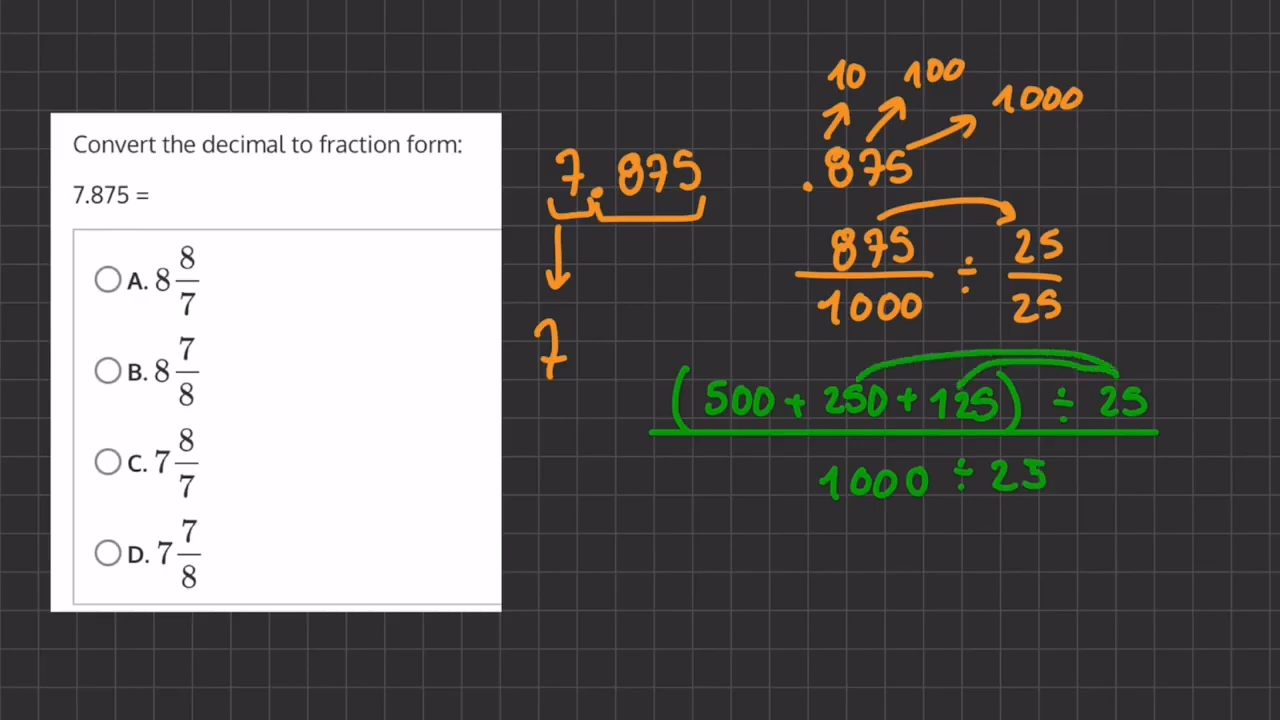 Convert the decimal to fraction form:
7.875 =
A. 8 8/7
B. 8 7/8
C. 7 8/7
D. 7 7/8
7.875
7
10 100 1000
.875
875/1000 ÷ 25/25
(500 + 250 + 125) ÷ 25
1000 ÷ 25